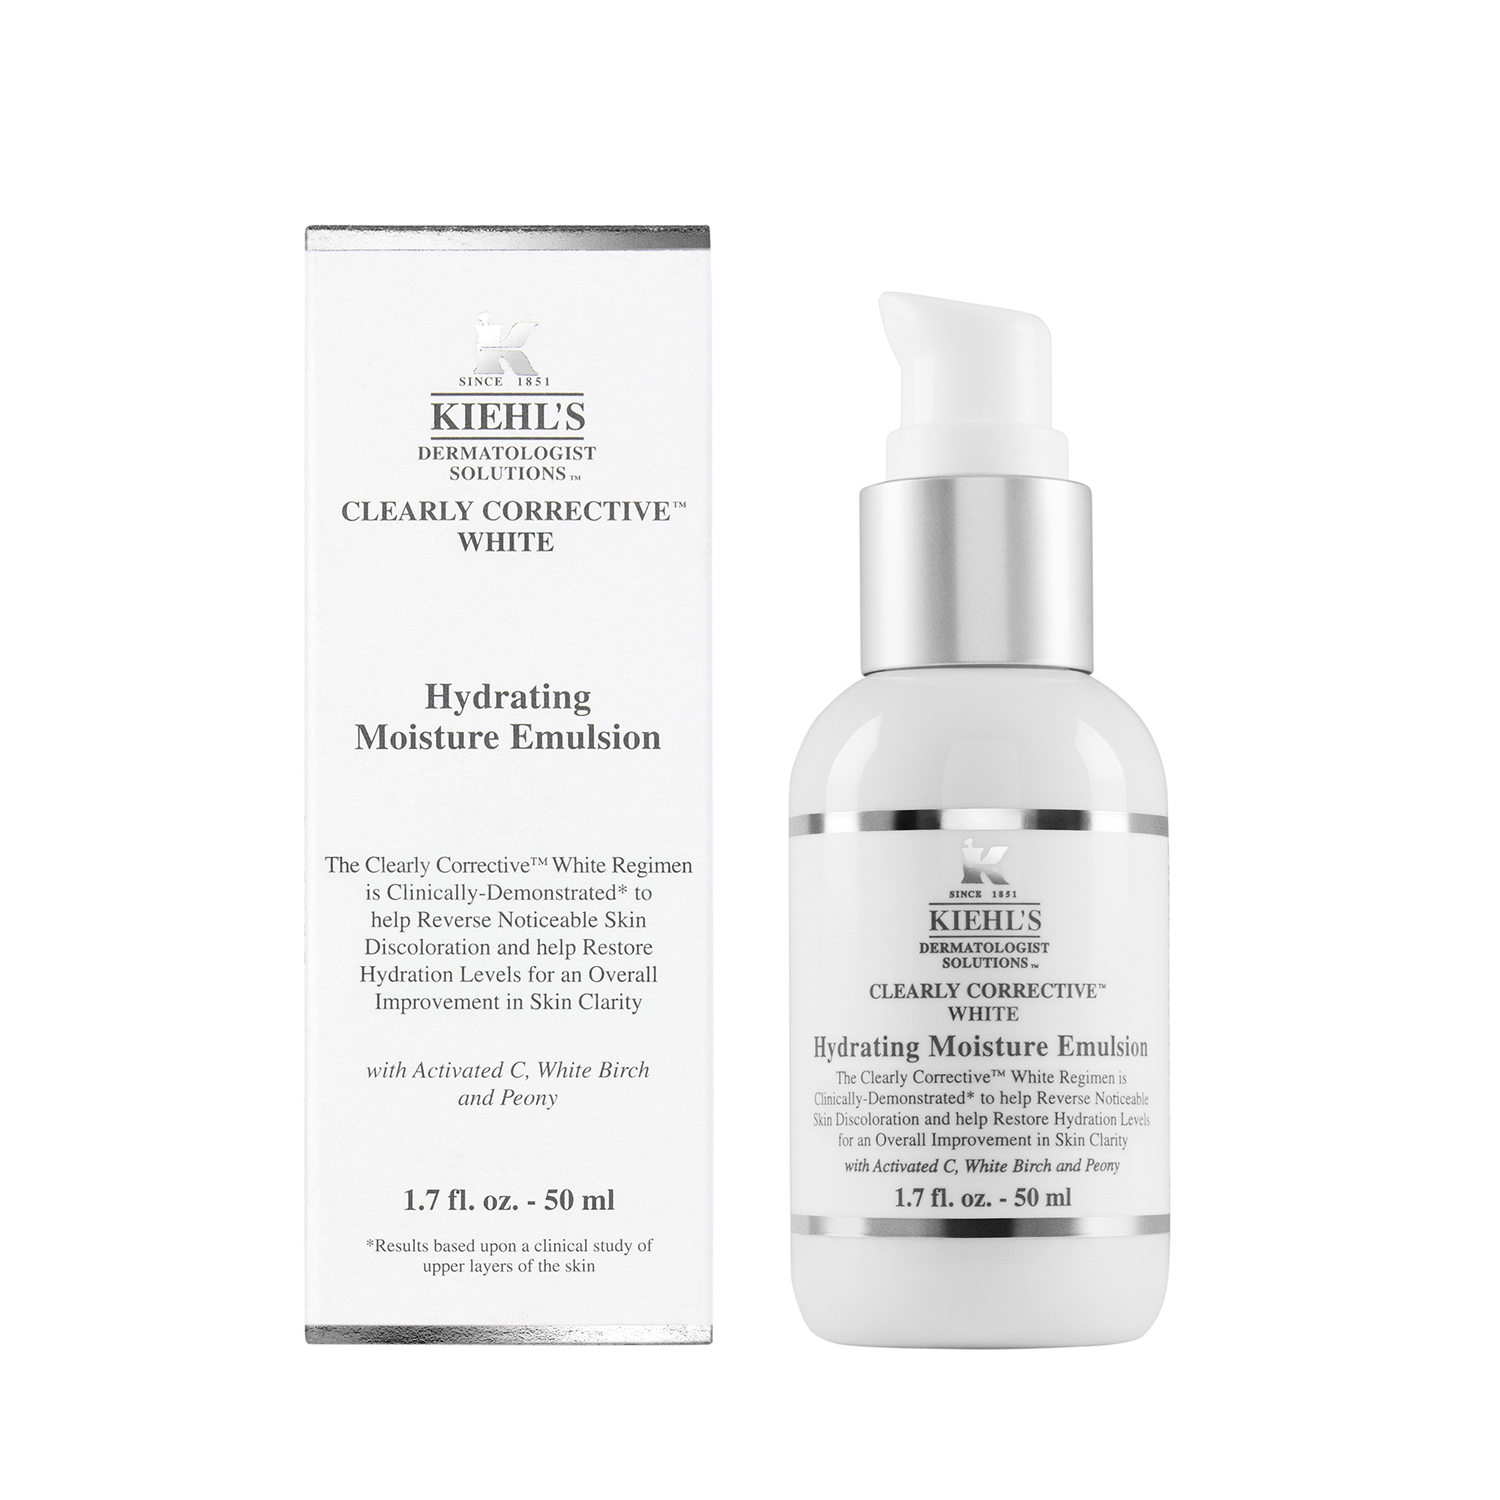 SINCE 1851
KIEHL'S
DERMATOLOGIST
SOLUTIONS™
CLEARLY CORRECTIVE™
WHITE
Hydrating
Moisture Emulsion
The Clearly Corrective™ White Regimen
is Clinically-Demonstrated* to
help Reverse Noticeable Skin
Discoloration and help Restore
Hydration Levels for an Overall
Improvement in Skin Clarity
with Activated C, White Birch
and Peony
1.7 fl. oz. - 50 ml
*Results based upon a clinical study of
upper layers of the skin
SINCE 1851
KIEHL'S
DERMATOLOGIST
SOLUTIONS™
CLEARLY CORRECTIVE™
WHITE
Hydrating Moisture Emulsion
The Clearly Corrective™ White Regimen is
Clinically-Demonstrated* to help Reverse Noticeable
Skin Discoloration and help Restore Hydration Levels
for an Overall Improvement in Skin Clarity
with Activated C, White Birch and Peony
1.7 fl. oz. - 50 ml